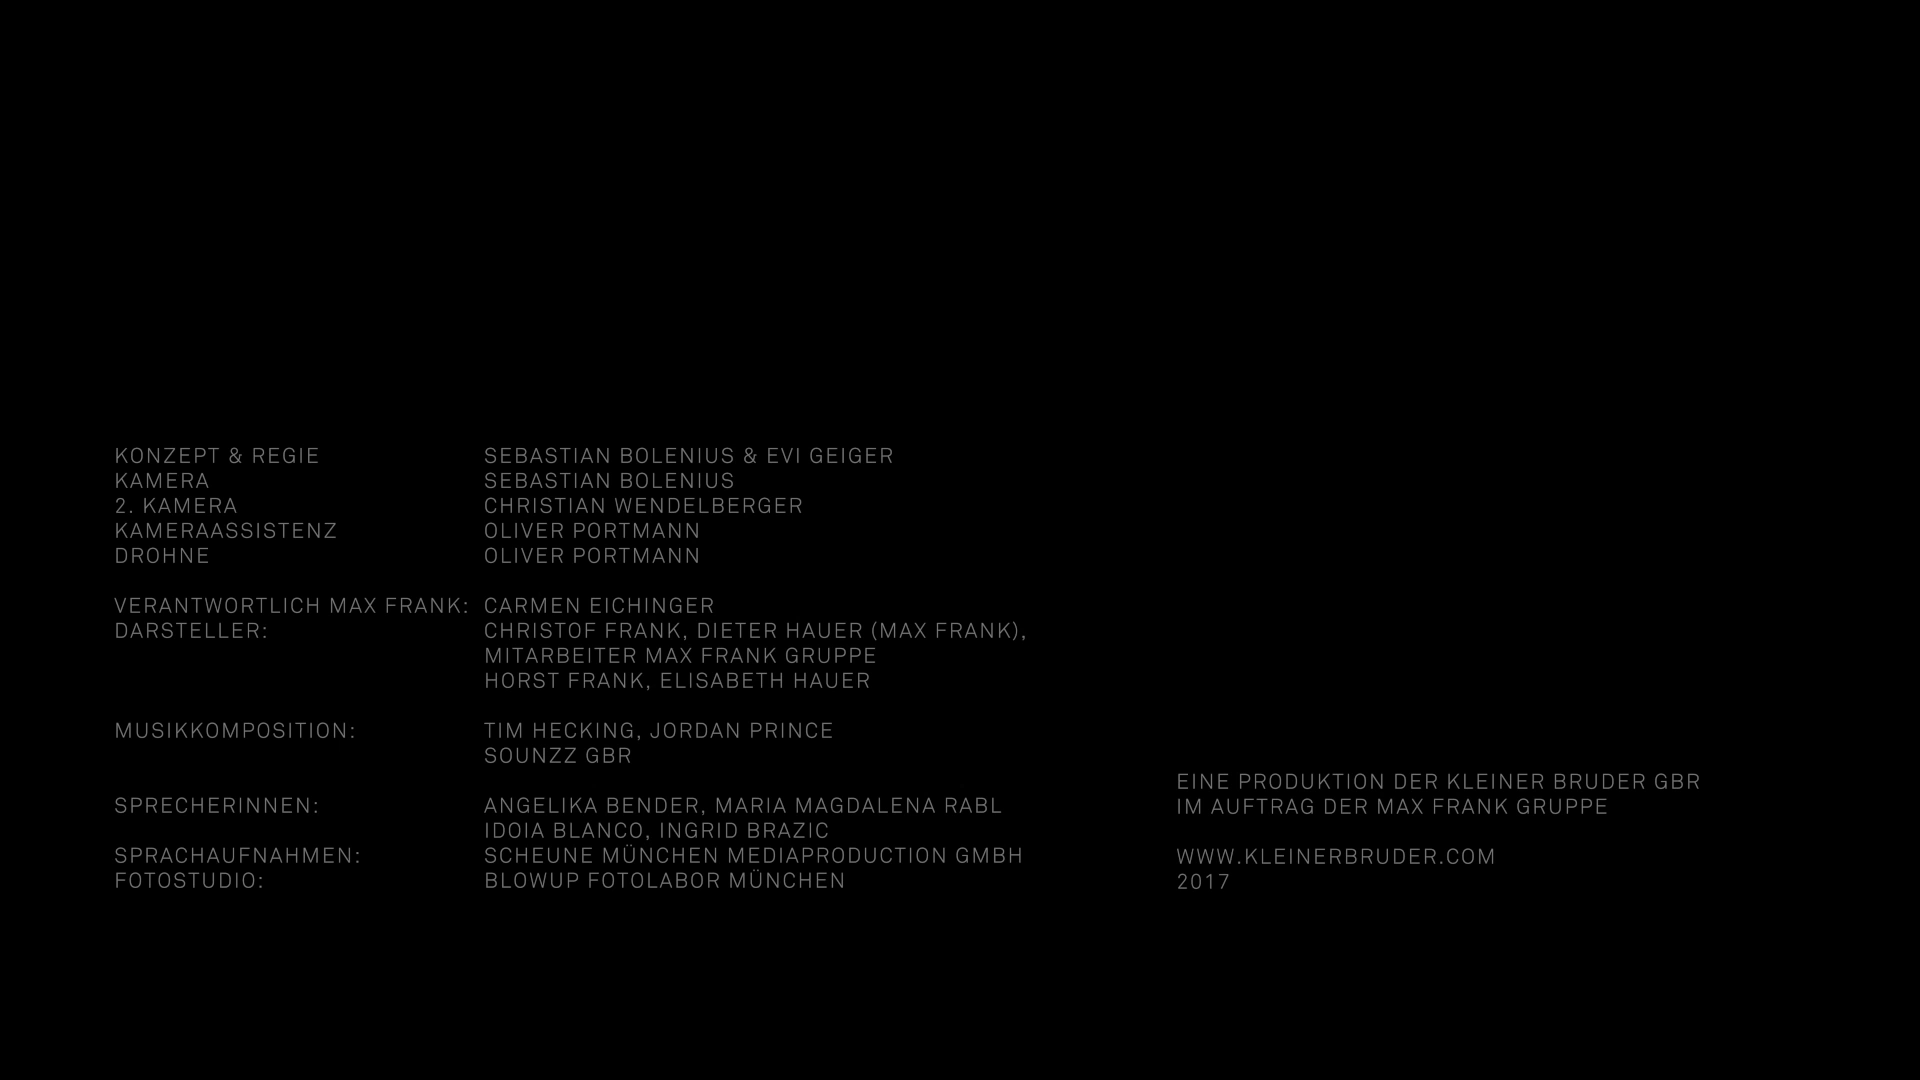 KONZEPT & REGIE SEBASTIAN BOLENIUS & EVI GEIGER
KAMERA SEBASTIAN BOLENIUS
2. KAMERA CHRISTIAN WENDELBERGER
KAMERAASSISTENZ OLIVER PORTMANN
DROHNE OLIVER PORTMANN
VERANTWORTLICH MAX FRANK: CARMEN EICHINGER
DARSTELLER: CHRISTOF FRANK, DIETER HAUER (MAX FRANK),
MITARBEITER MAX FRANK GRUPPE
HORST FRANK, ELISABETH HAUER
MUSIKKOMPOSITION: TIM HECKING, JORDAN PRINCE
SOUNZZ GBR
SPRECHERINNEN: ANGELIKA BENDER, MARIA MAGDALENA RABL
IDOIA BLANCO, INGRID BRAZIC
SPRACHAUFNAHMEN: SCHEUNE MÜNCHEN MEDIAPRODUCTION GMBH
FOTOSTUDIO: BLOWUP FOTOLABOR MÜNCHEN
EINE PRODUKTION DER KLEINER BRUDER GBR
IM AUFTRAG DER MAX FRANK GRUPPE
WWW.KLEINERBRUDER.COM
2017